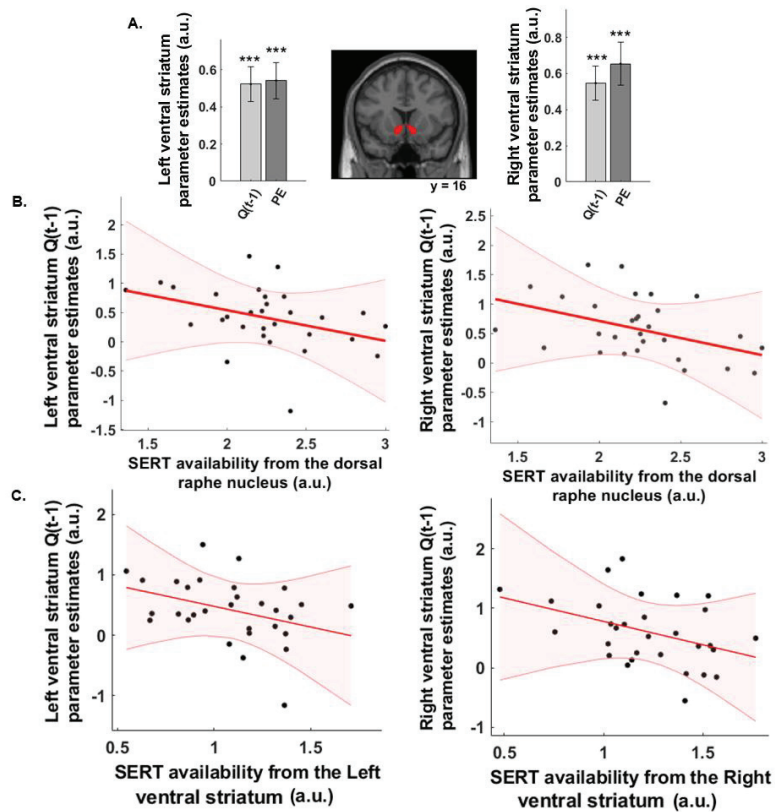 A.
Left ventral striatum
parameter estimates (a.u.)
0.6
0.4
0.2
0
***
***
Q(t-1)
PE
y = 16
Right ventral striatum
parameter estimates (a.u.)
0.8
0.6
0.4
0.2
0
***
***
Q(t-1)
PE
B.
Left ventral striatum Q(t-1)
parameter estimates (a.u.)
2
1.5
1
0.5
0
-0.5
-1
-1.5
1.5
2
2.5
3
SERT availability from the dorsal
raphe nucleus (a.u.)
Right ventral striatum Q(t-1)
parameter estimates (a.u.)
2.5
2
1.5
1
0.5
0
-0.5
-1
1.5
2
2.5
3
SERT availability from the dorsal
raphe nucleus (a.u.)
C.
Left ventral striatum Q(t-1)
parameter estimates (a.u.)
2
1
0
-1
0.5
1
1.5
SERT availability from the Left
ventral striatum (a.u.)
Right ventral striatum Q(t-1)
parameter estimates (a.u.)
2
1
0
-1
0.5
1
1.5
SERT availability from the Right
ventral striatum (a.u.)